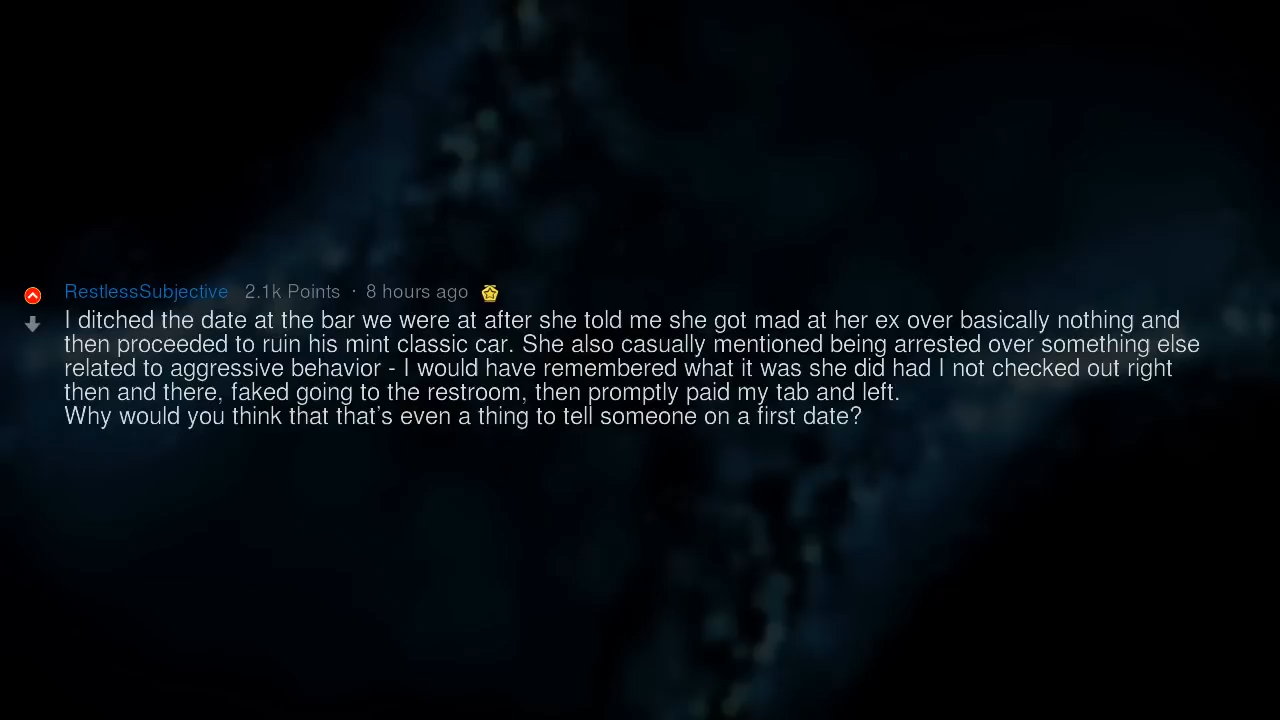 RestlessSubjective 2.1k Points · 8 hours ago
I ditched the date at the bar we were at after she told me she got mad at her ex over basically nothing and
then proceeded to ruin his mint classic car. She also casually mentioned being arrested over something else
related to aggressive behavior - I would have remembered what it was she did had I not checked out right
then and there, faked going to the restroom, then promptly paid my tab and left.
Why would you think that that's even a thing to tell someone on a first date?